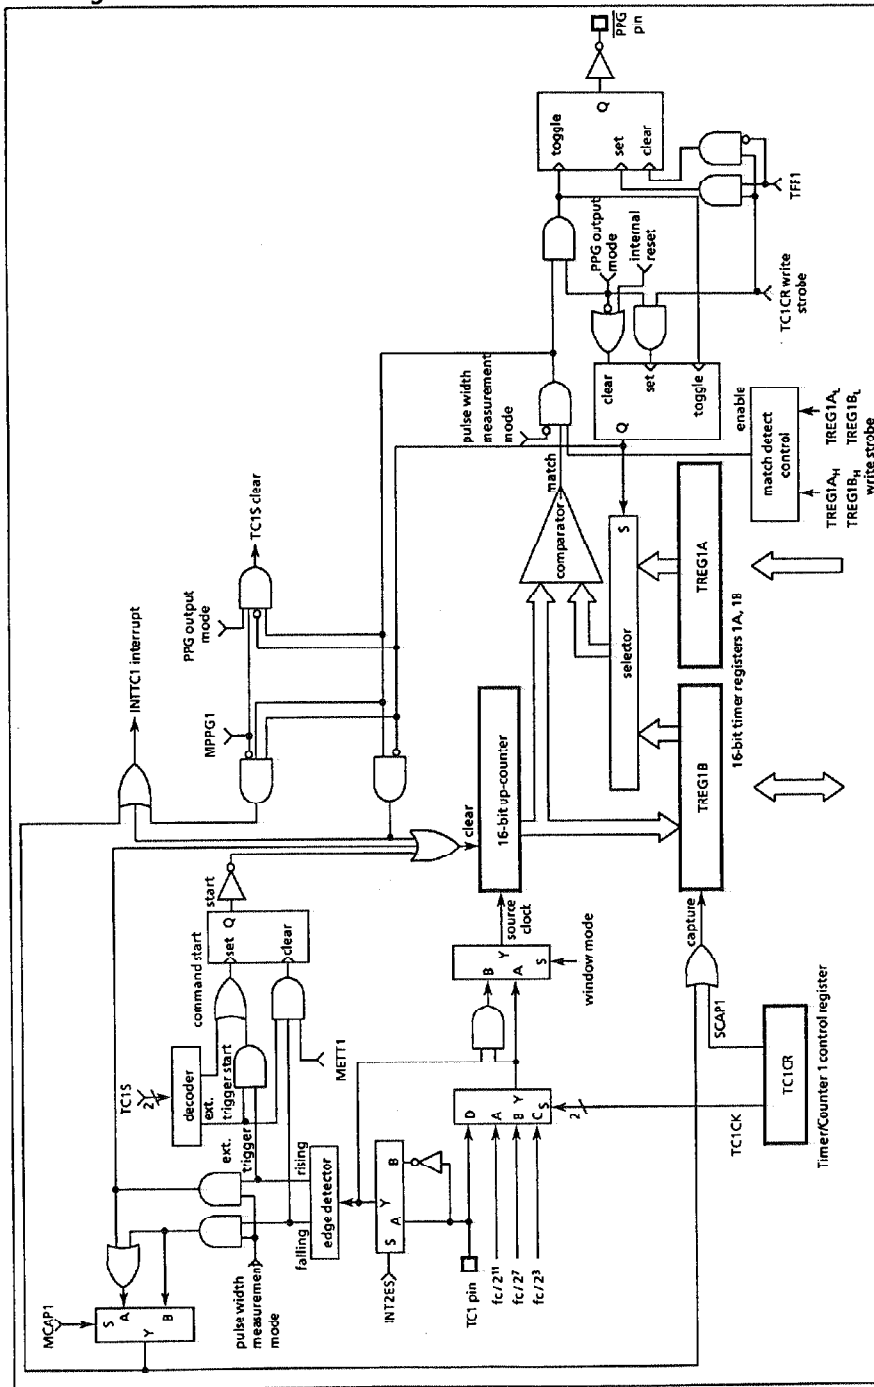 PPG
pin
toggle
Q
set
clear
TFF1
PPG output
mode
internal
reset
TC1CR write
strobe
pulse width
measurement
mode
clear
set
toggle
Q
enable
match detect
control
TREG1AH
TREG1AL
TREG1BH
TREG1BL
write strobe
match
comparator
S
selector
TREG1A
TREG1B
16-bit timer registers 1A, 1B
TC1S clear
PPG output
mode
INTTC1 interrupt
MPPG1
clear
16-bit up-counter
source
clock
B
Y
A
S
window mode
capture
SCAP1
start
command start
set
Q
clear
METT1
TC1S
2
decoder
ext.
trigger start
ext.
trigger
rising
edge detector
falling
S
A
Y
B
INT2ES
TC1 pin
fc/2¹¹
fc/2⁷
fc/2³
D
A
B
Y
C
S
2
TC1CK
TC1CR
Timer/Counter 1 control register
MCAP1
S
A
Y
B
pulse width
measurement
mode